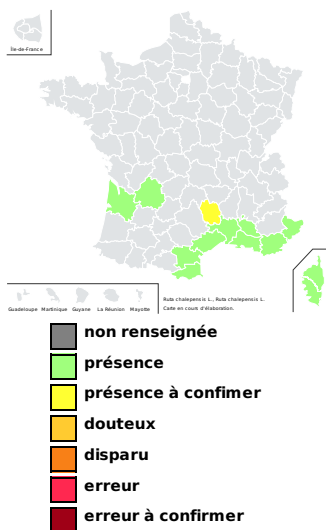 Île-de-France
Guadeloupe Martinique Guyane La Réunion Mayotte
Ruta chalepensis L., Ruta chalepensis L.
Carte en cours d'élaboration.
non renseignée
présence
présence à confimer
douteux
disparu
erreur
erreur à confirmer